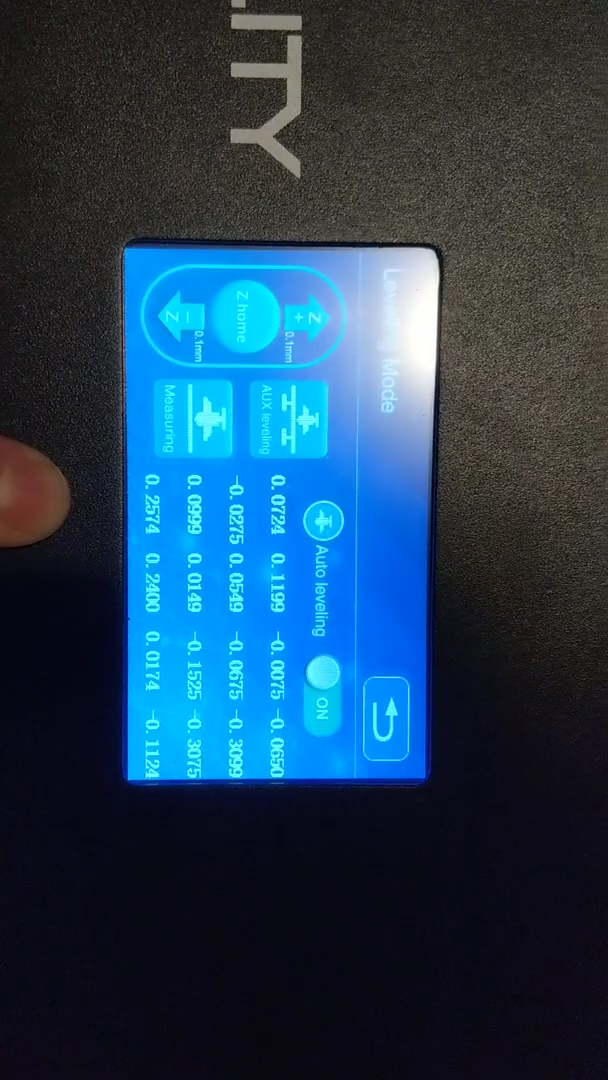 LITY
Leveling Mode
Auto leveling
ON
Z
+
0.1mm
Z home
−
Z
0.1mm
AUX leveling
Measuring
0.0724 0.1199 -0.0075 -0.0650
-0.0275 0.0549 -0.0675 -0.3099
0.0999 0.0149 -0.1525 -0.3075
0.2574 0.2400 0.0174 -0.1124